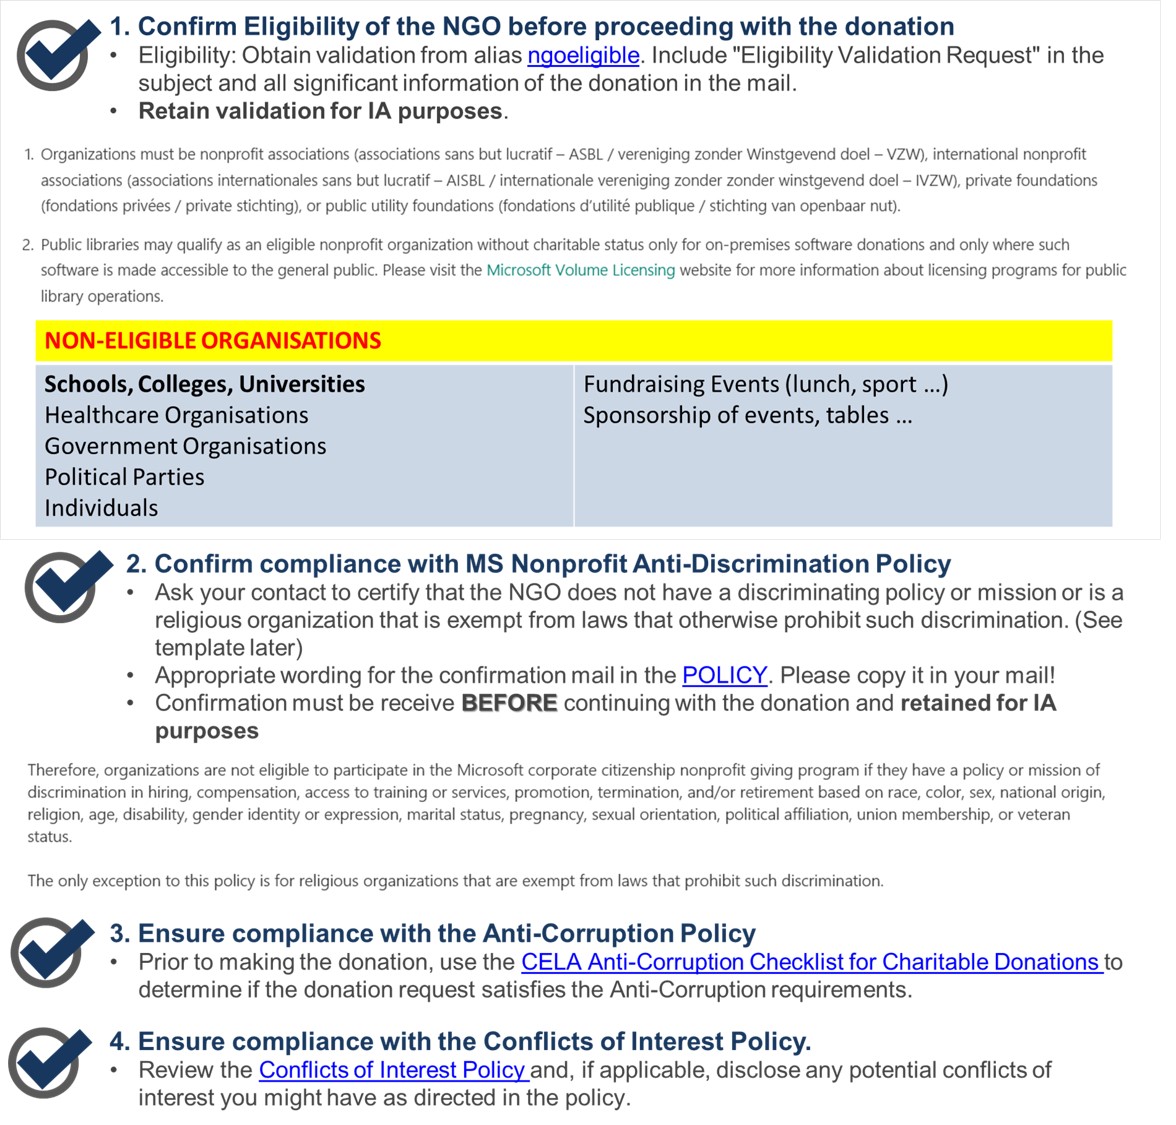 1. Confirm Eligibility of the NGO before proceeding with the donation
• Eligibility: Obtain validation from alias ngoeligible. Include "Eligibility Validation Request" in the
subject and all significant information of the donation in the mail.
• Retain validation for IA purposes.
1. Organizations must be nonprofit associations (associations sans but lucratif – ASBL / vereniging zonder Winstgevend doel – VZW), international nonprofit
associations (associations internationales sans but lucratif – AISBL / internationale vereniging zonder zonder winstgevend doel – IVZW), private foundations
(fondations privées / private stichting), or public utility foundations (fondations d'utilité publique / stichting van openbaar nut).
2. Public libraries may qualify as an eligible nonprofit organization without charitable status only for on-premises software donations and only where such
software is made accessible to the general public. Please visit the Microsoft Volume Licensing website for more information about licensing programs for public
library operations.
NON-ELIGIBLE ORGANISATIONS
Schools, Colleges, Universities
Healthcare Organisations
Government Organisations
Political Parties
Individuals
Fundraising Events (lunch, sport ...)
Sponsorship of events, tables ...
2. Confirm compliance with MS Nonprofit Anti-Discrimination Policy
• Ask your contact to certify that the NGO does not have a discriminating policy or mission or is a
religious organization that is exempt from laws that otherwise prohibit such discrimination. (See
template later)
• Appropriate wording for the confirmation mail in the POLICY. Please copy it in your mail!
• Confirmation must be receive BEFORE continuing with the donation and retained for IA
purposes
Therefore, organizations are not eligible to participate in the Microsoft corporate citizenship nonprofit giving program if they have a policy or mission of
discrimination in hiring, compensation, access to training or services, promotion, termination, and/or retirement based on race, color, sex, national origin,
religion, age, disability, gender identity or expression, marital status, pregnancy, sexual orientation, political affiliation, union membership, or veteran
status.
The only exception to this policy is for religious organizations that are exempt from laws that prohibit such discrimination.
3. Ensure compliance with the Anti-Corruption Policy
• Prior to making the donation, use the CELA Anti-Corruption Checklist for Charitable Donations to
determine if the donation request satisfies the Anti-Corruption requirements.
4. Ensure compliance with the Conflicts of Interest Policy.
• Review the Conflicts of Interest Policy and, if applicable, disclose any potential conflicts of
interest you might have as directed in the policy.